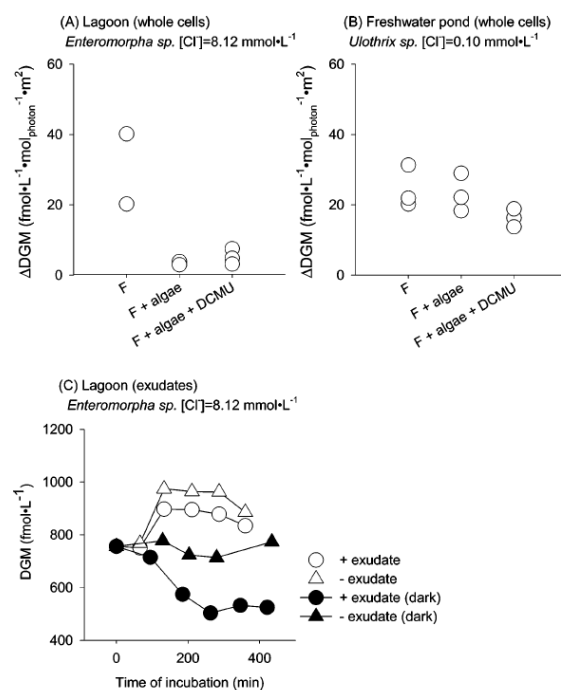 (A) Lagoon (whole cells)
Enteromorpha sp. [Cl⁻]=8.12 mmol•L⁻¹
ΔDGM (fmol•L⁻¹•mol_photon⁻¹•m²)
60
40
20
0
F
F + algae
F + algae + DCMU
(B) Freshwater pond (whole cells)
Ulothrix sp. [Cl⁻]=0.10 mmol•L⁻¹
ΔDGM (fmol•L⁻¹•mol_photon⁻¹•m²)
60
40
20
0
F
F + algae
F + algae + DCMU
(C) Lagoon (exudates)
Enteromorpha sp. [Cl⁻]=8.12 mmol•L⁻¹
DGM (fmol•L⁻¹)
1200
1000
800
600
400
0
200
400
Time of incubation (min)
+ exudate
- exudate
+ exudate (dark)
- exudate (dark)